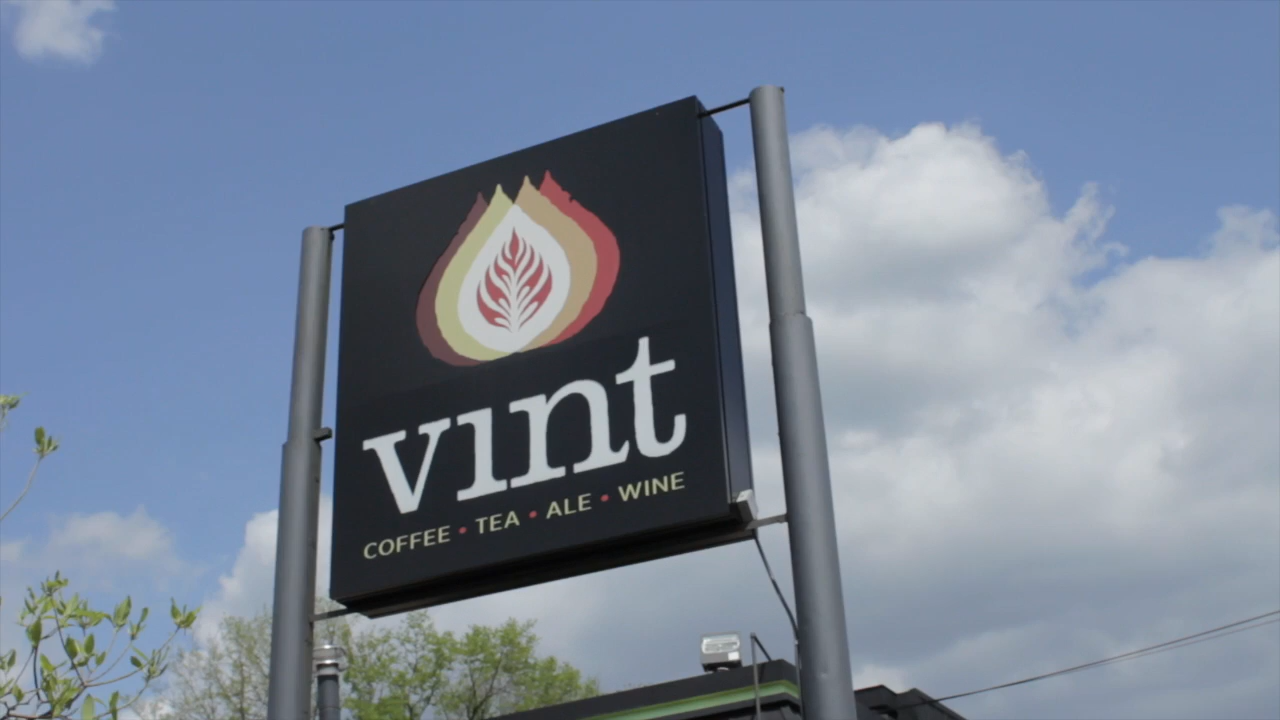 vint
COFFEE • TEA • ALE • WINE